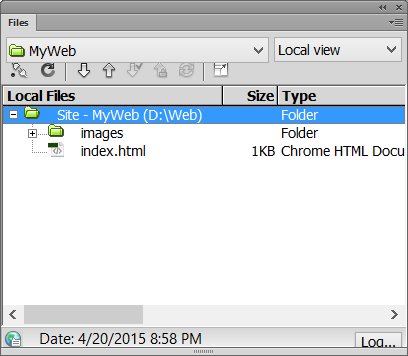 Files
MyWeb Local view
Local Files Size Type
Site - MyWeb (D:\Web) Folder
images Folder
index.html 1KB Chrome HTML Docu
Date: 4/20/2015 8:58 PM Log...